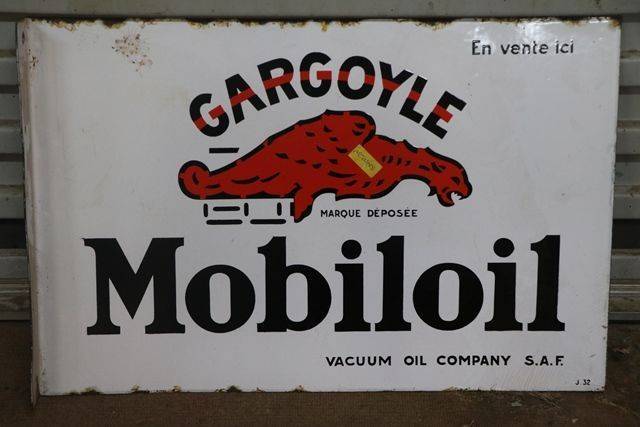 En vente ici
GARGOYLE
MARQUE DÉPOSÉE
Mobiloil
VACUUM OIL COMPANY S.A.F.
J. 32